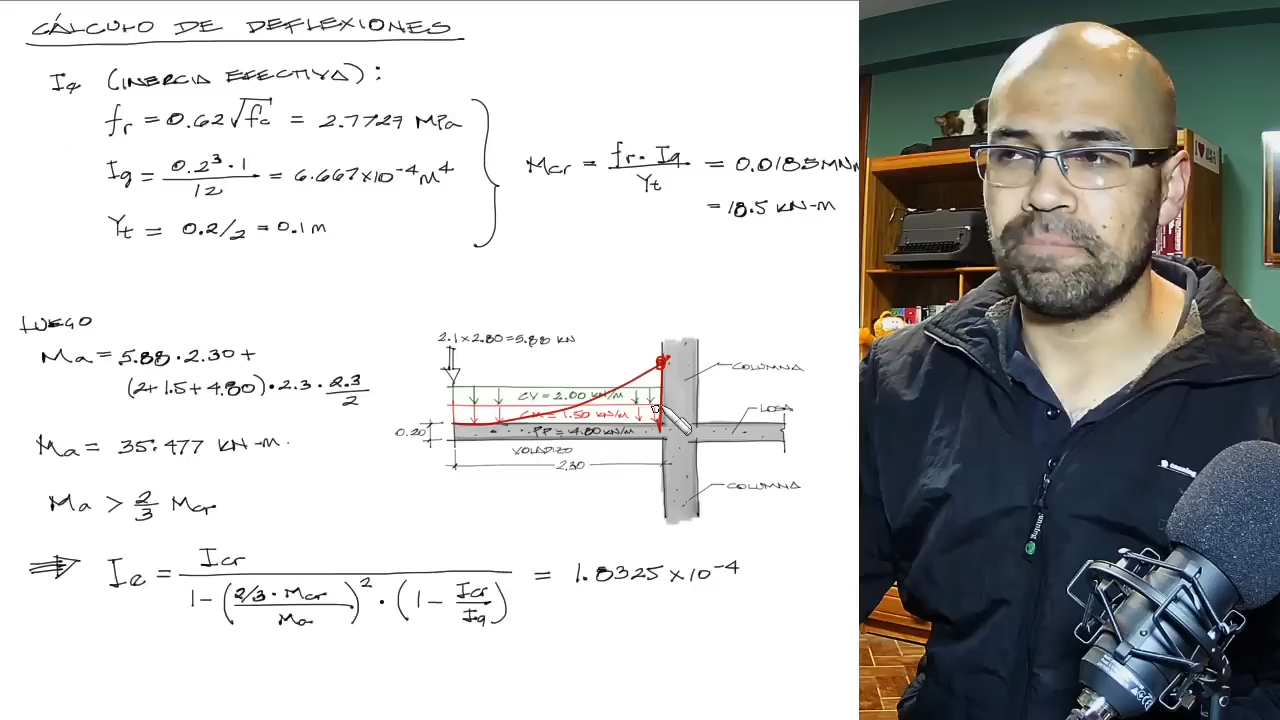 CÁLCULO DE DEFLEXIONES
Ie (INERCIA EFECTIVA):
fr = 0.62 √fc = 2.7727 MPa
Ig = 0.2³·1 / 12 = 6.667×10⁻⁴ M⁴
Yt = 0.2/2 = 0.1 M
Mcr = fr · Ig / Yt = 0.0185 MN
= 18.5 KN-M
LUEGO
Ma = 5.88 · 2.30 +
(2+1.5+4.80) · 2.3 · 2.3/2
Ma = 35.477 KN-M.
Ma > 2/3 Mcr
⇒ Ie = Icr / 1 - (2/3 · Mcr / Ma)² · (1 - Icr/Ig) = 1.8325 × 10⁻⁴
2.1 x 2.80 = 5.88 KN
CV = 2.00 KN/M
CM = 1.50 KN/M
PP = 4.80 KN/M
0.20
VOLADIZO
2.30
COLUMNA
LOSA
COLUMNA